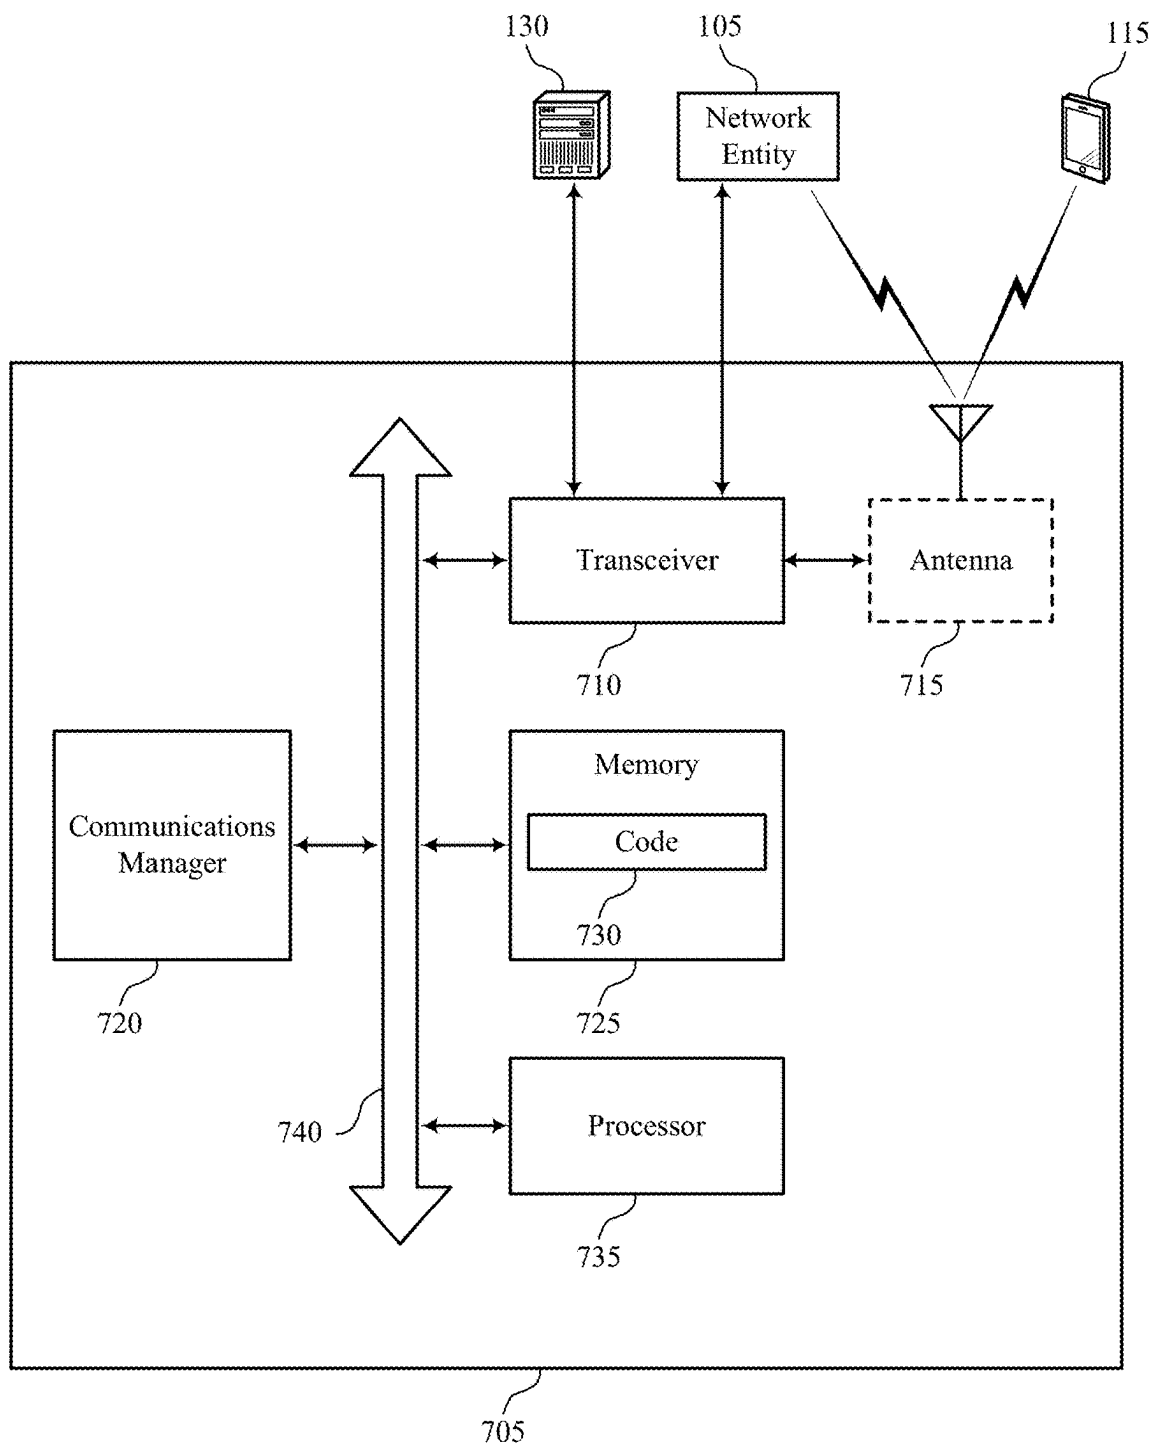 130
105
115
Network
Entity
Transceiver
Antenna
710
715
Communications
Manager
Memory
Code
730
720
725
740
Processor
735
705